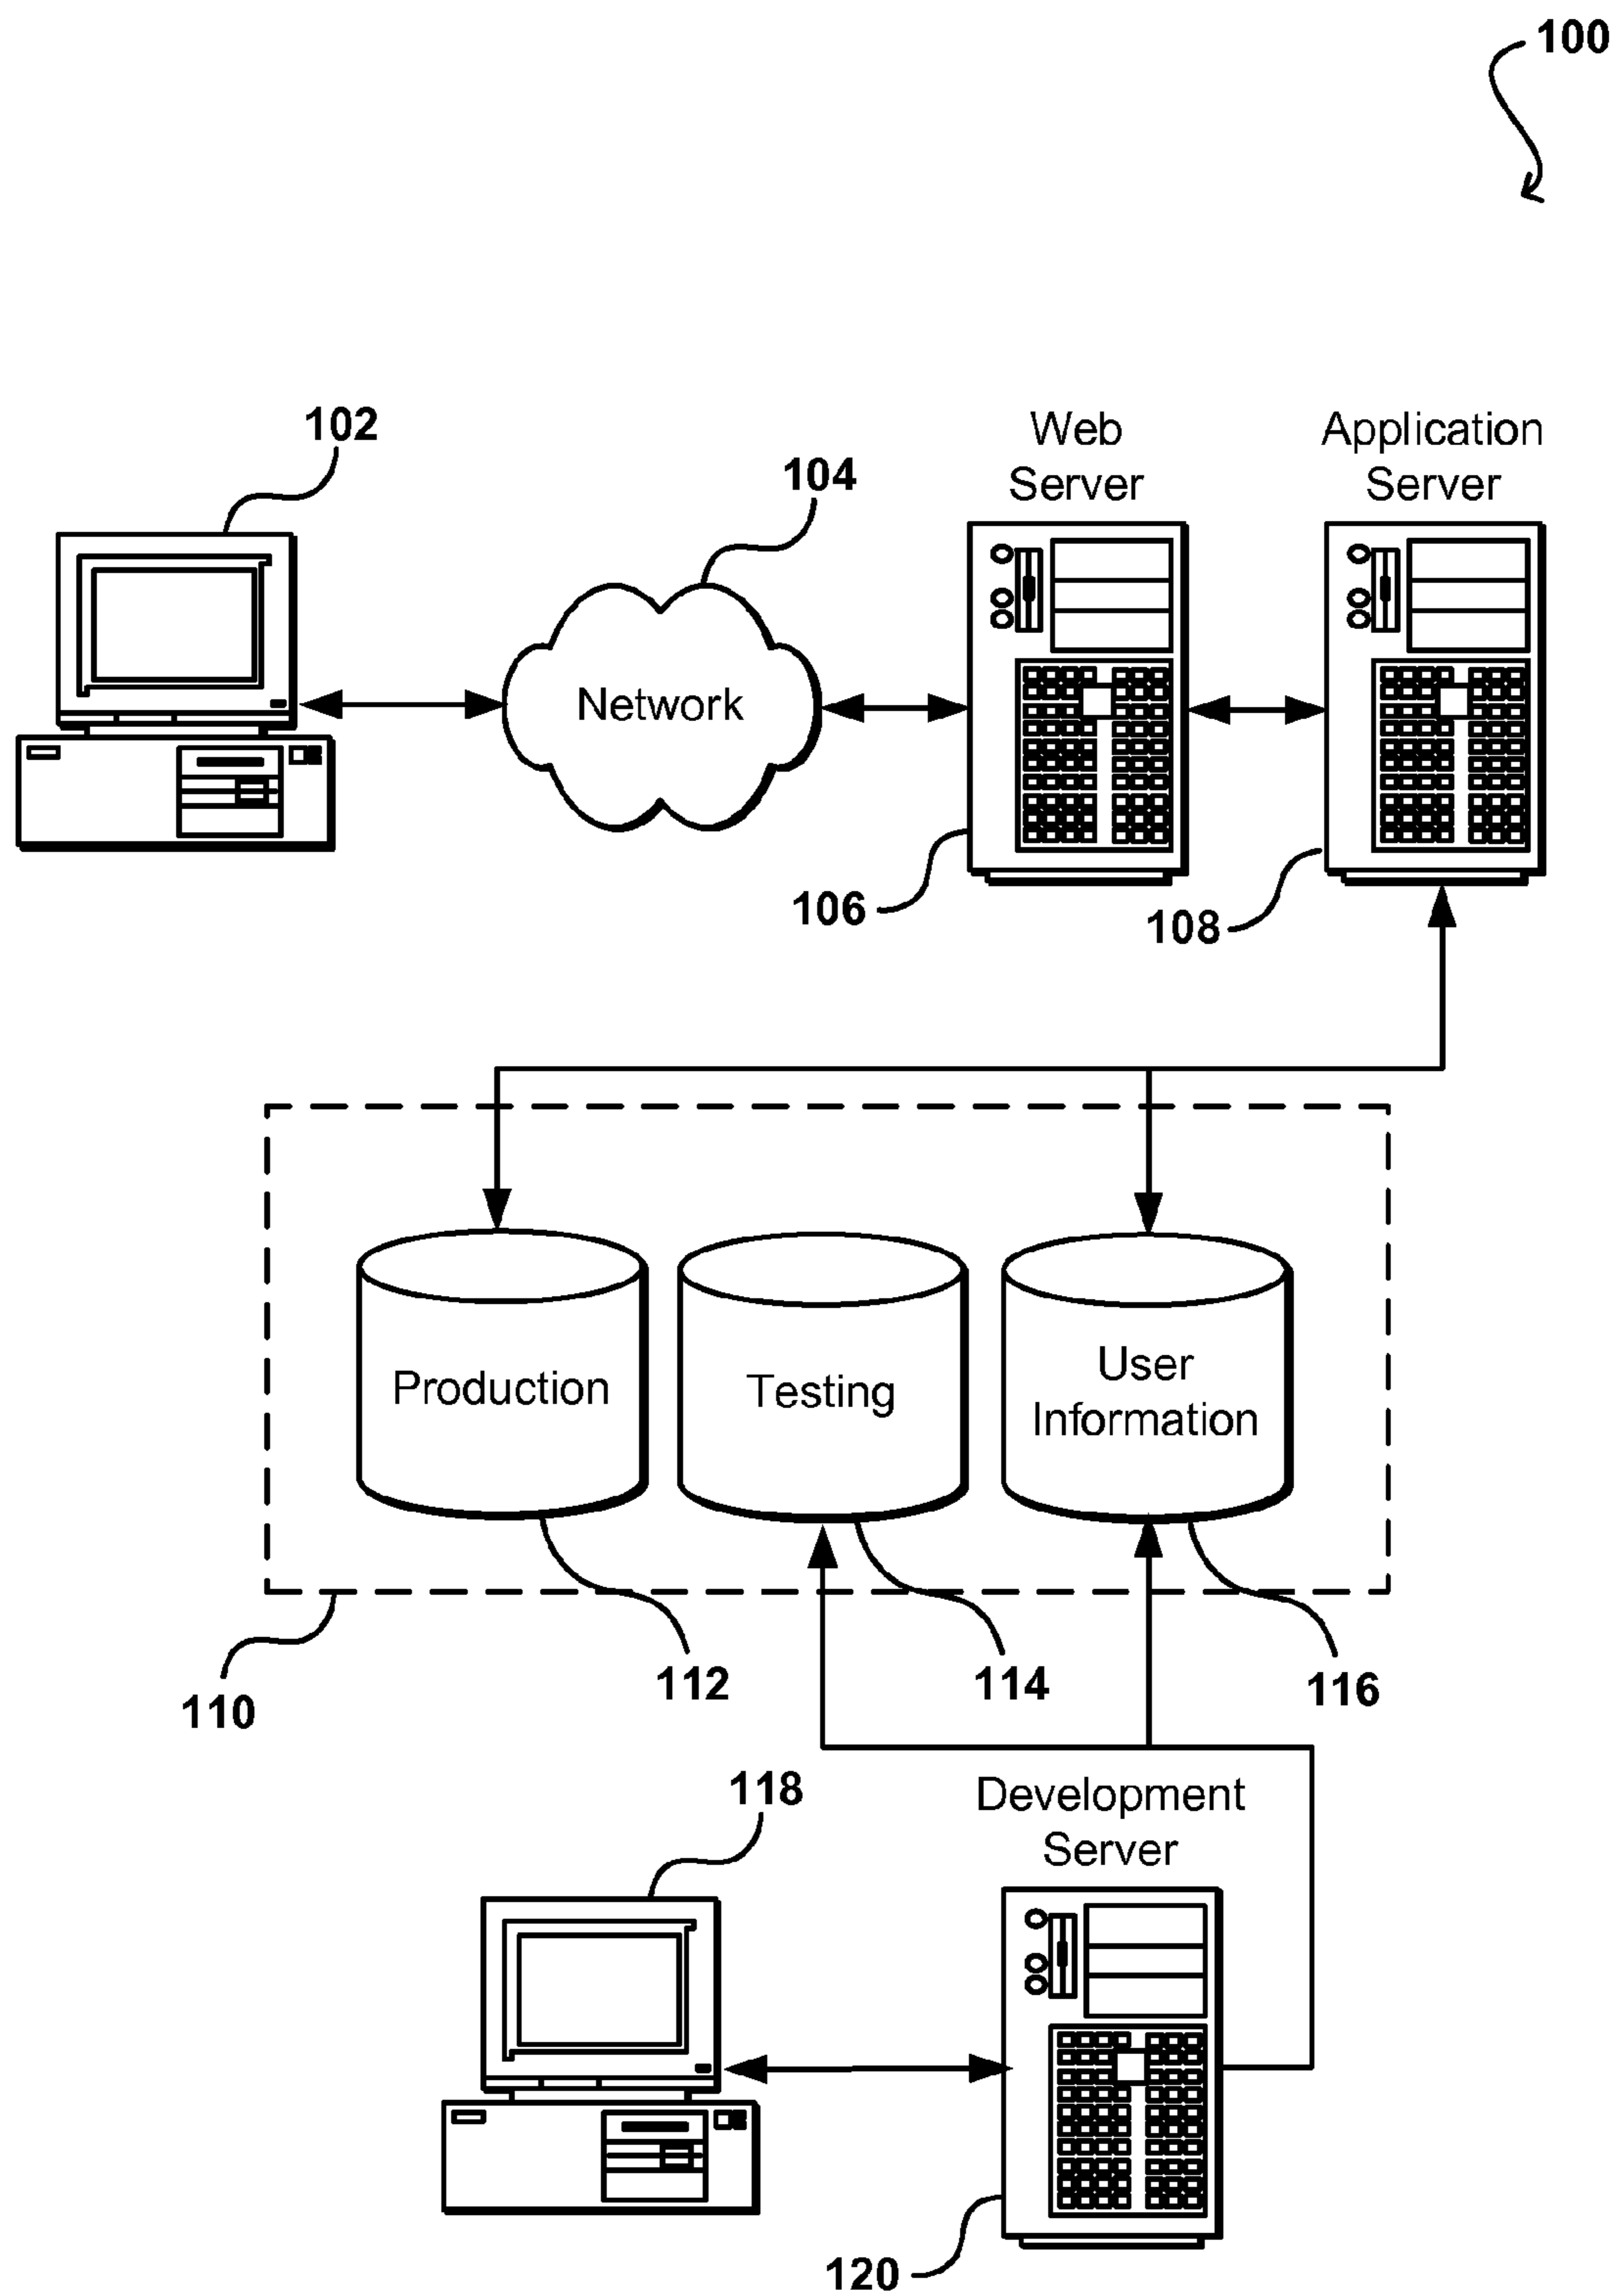 100
102
104
Web
Server
Application
Server
Network
106
108
Production
Testing
User
Information
110
112
114
116
118
Development
Server
120